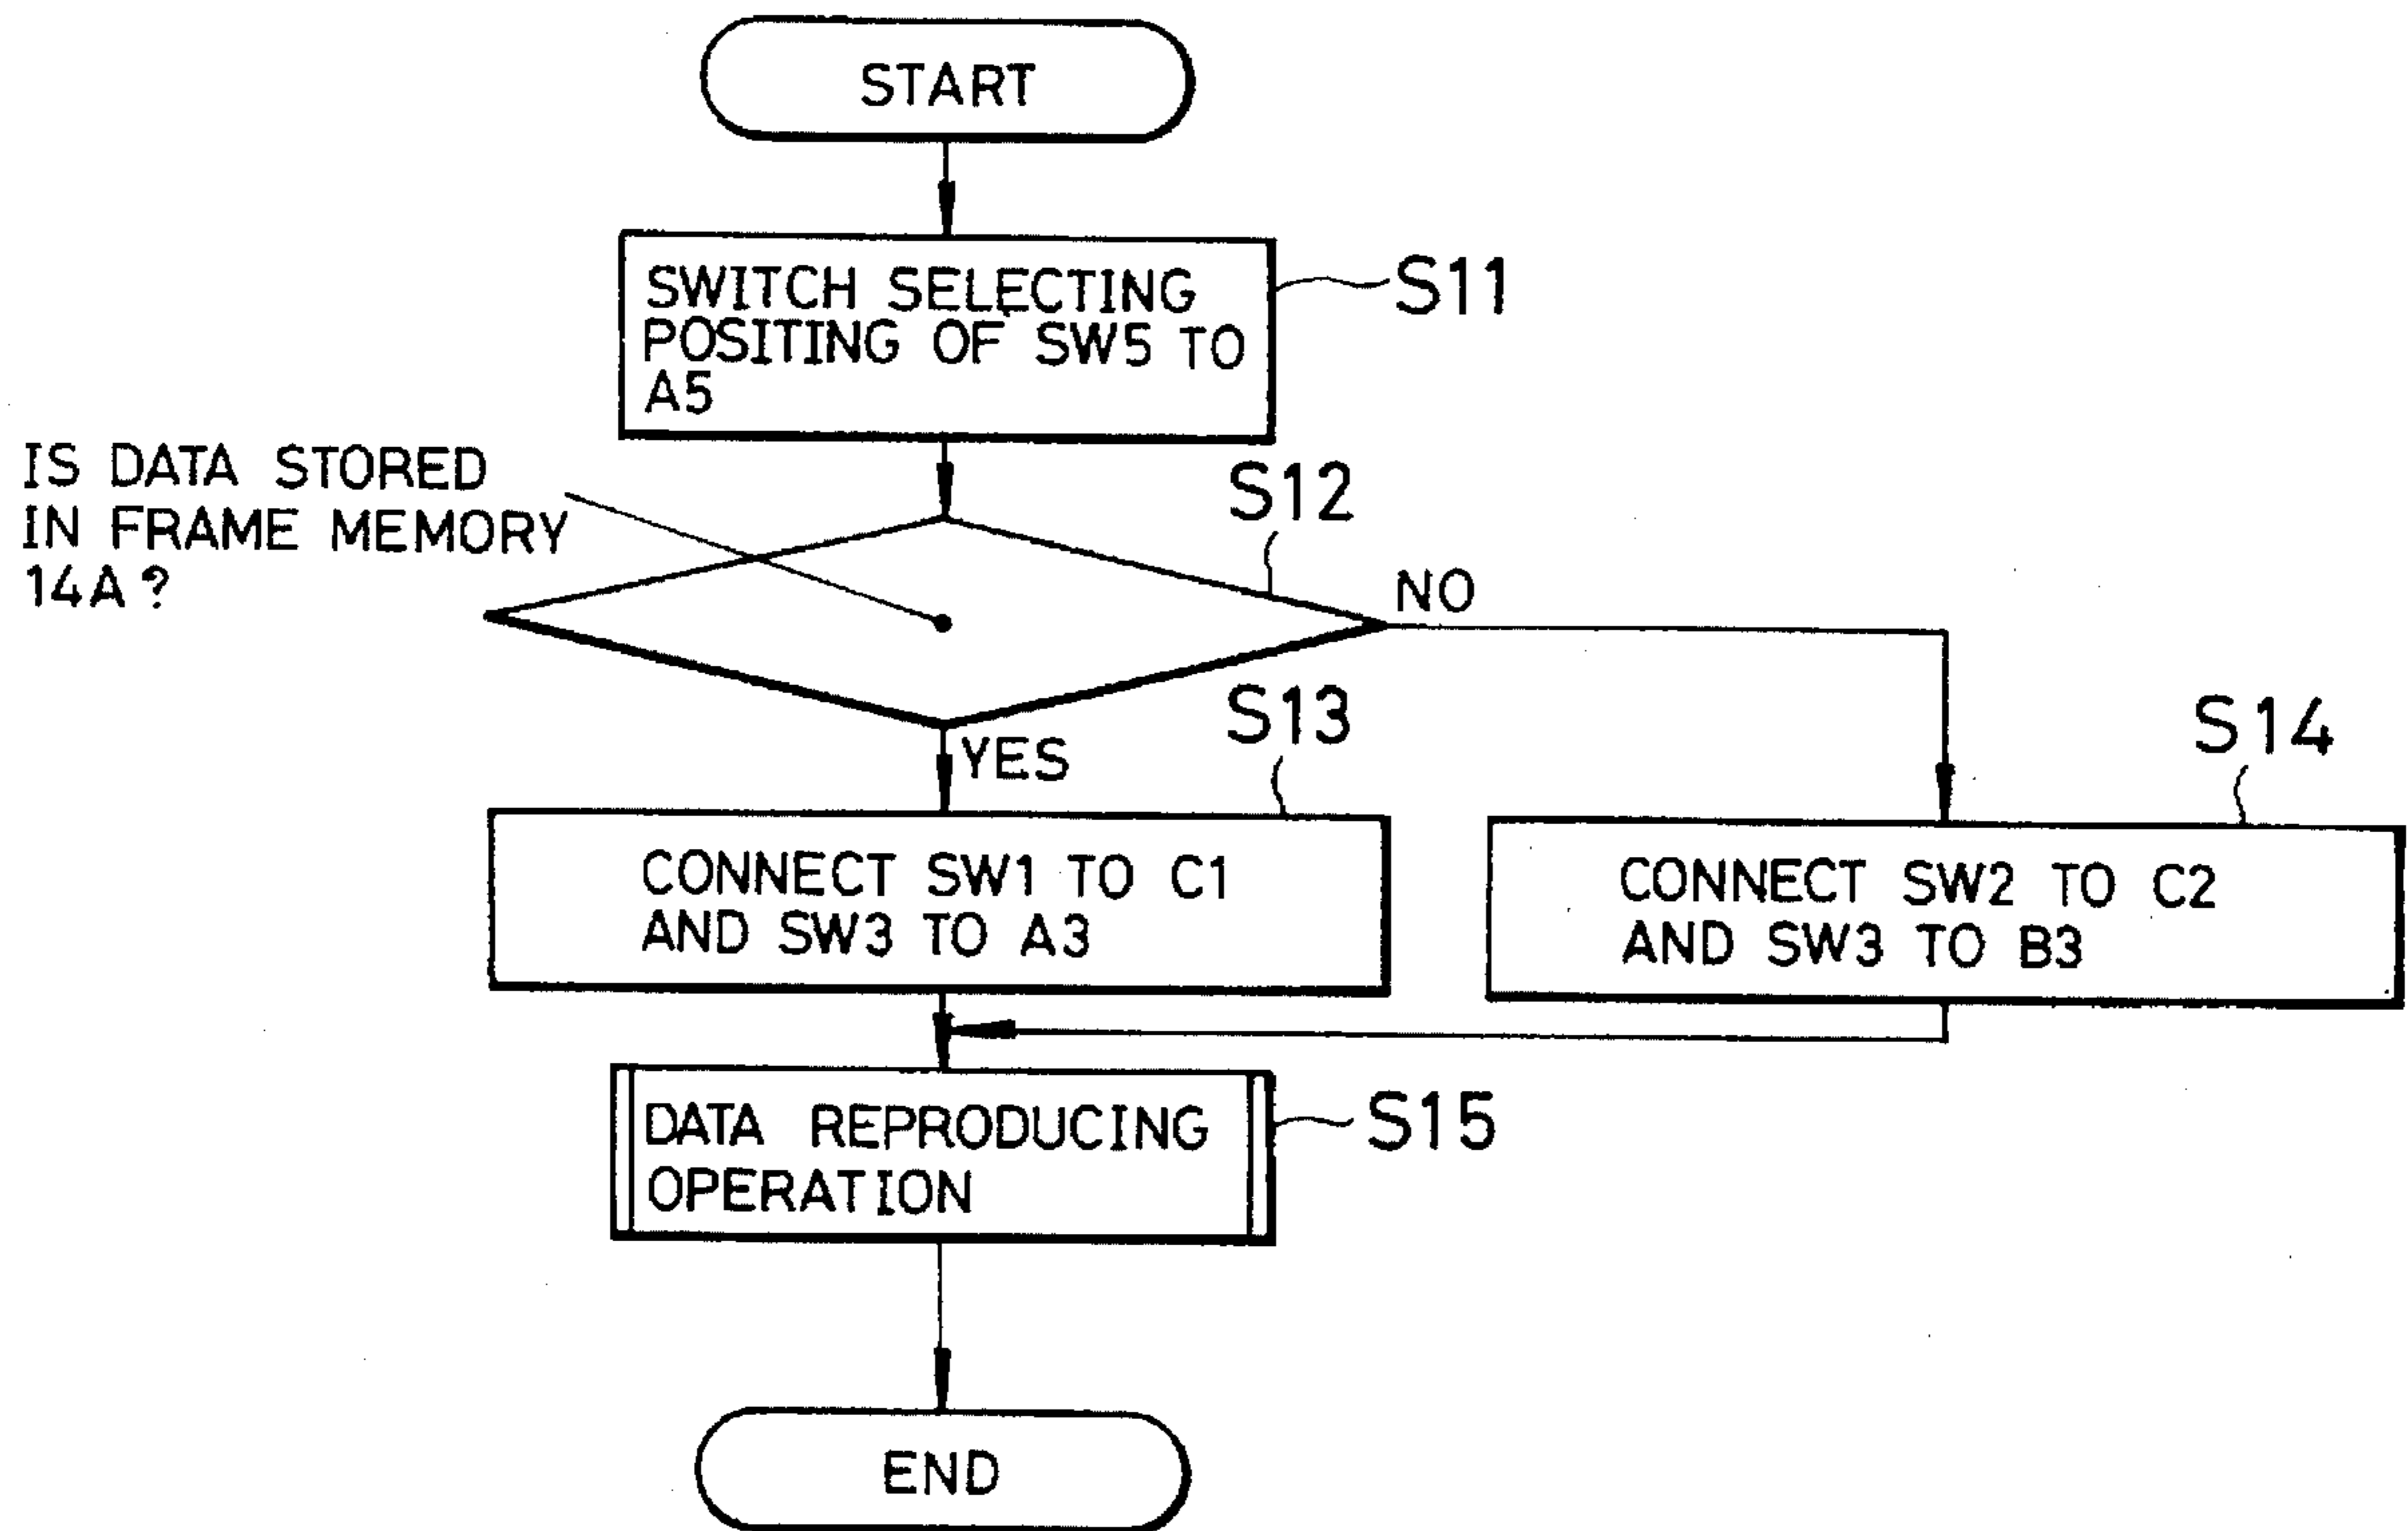 START
SWITCH SELECTING
POSITING OF SW5 TO
A5
S11
IS DATA STORED
IN FRAME MEMORY
14A?
S12
NO
YES
S13
CONNECT SW1 TO C1
AND SW3 TO A3
S14
CONNECT SW2 TO C2
AND SW3 TO B3
DATA REPRODUCING
OPERATION
S15
END